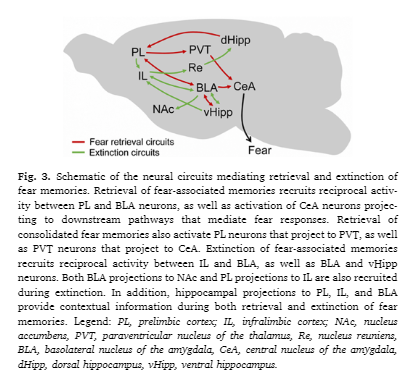 dHipp
PL
PVT
Re
IL
BLA
CeA
NAc
vHipp
Fear retrieval circuits
Extinction circuits
Fear
Fig. 3. Schematic of the neural circuits mediating retrieval and extinction of
fear memories. Retrieval of fear-associated memories recruits reciprocal activ-
ity between PL and BLA neurons, as well as activation of CeA neurons projec-
ting to downstream pathways that mediate fear responses. Retrieval of
consolidated fear memories also activate PL neurons that project to PVT, as well
as PVT neurons that project to CeA. Extinction of fear-associated memories
recruits reciprocal activity between IL and BLA, as well as BLA and vHipp
neurons. Both BLA projections to NAc and PL projections to IL are also recruited
during extinction. In addition, hippocampal projections to PL, IL, and BLA
provide contextual information during both retrieval and extinction of fear
memories. Legend: PL, prelimbic cortex; IL, infralimbic cortex; NAc, nucleus
accumbens, PVT, paraventricular nucleus of the thalamus, Re, nucleus reuniens,
BLA, basolateral nucleus of the amygdala, CeA, central nucleus of the amygdala,
dHipp, dorsal hippocampus, vHipp, ventral hippocampus.